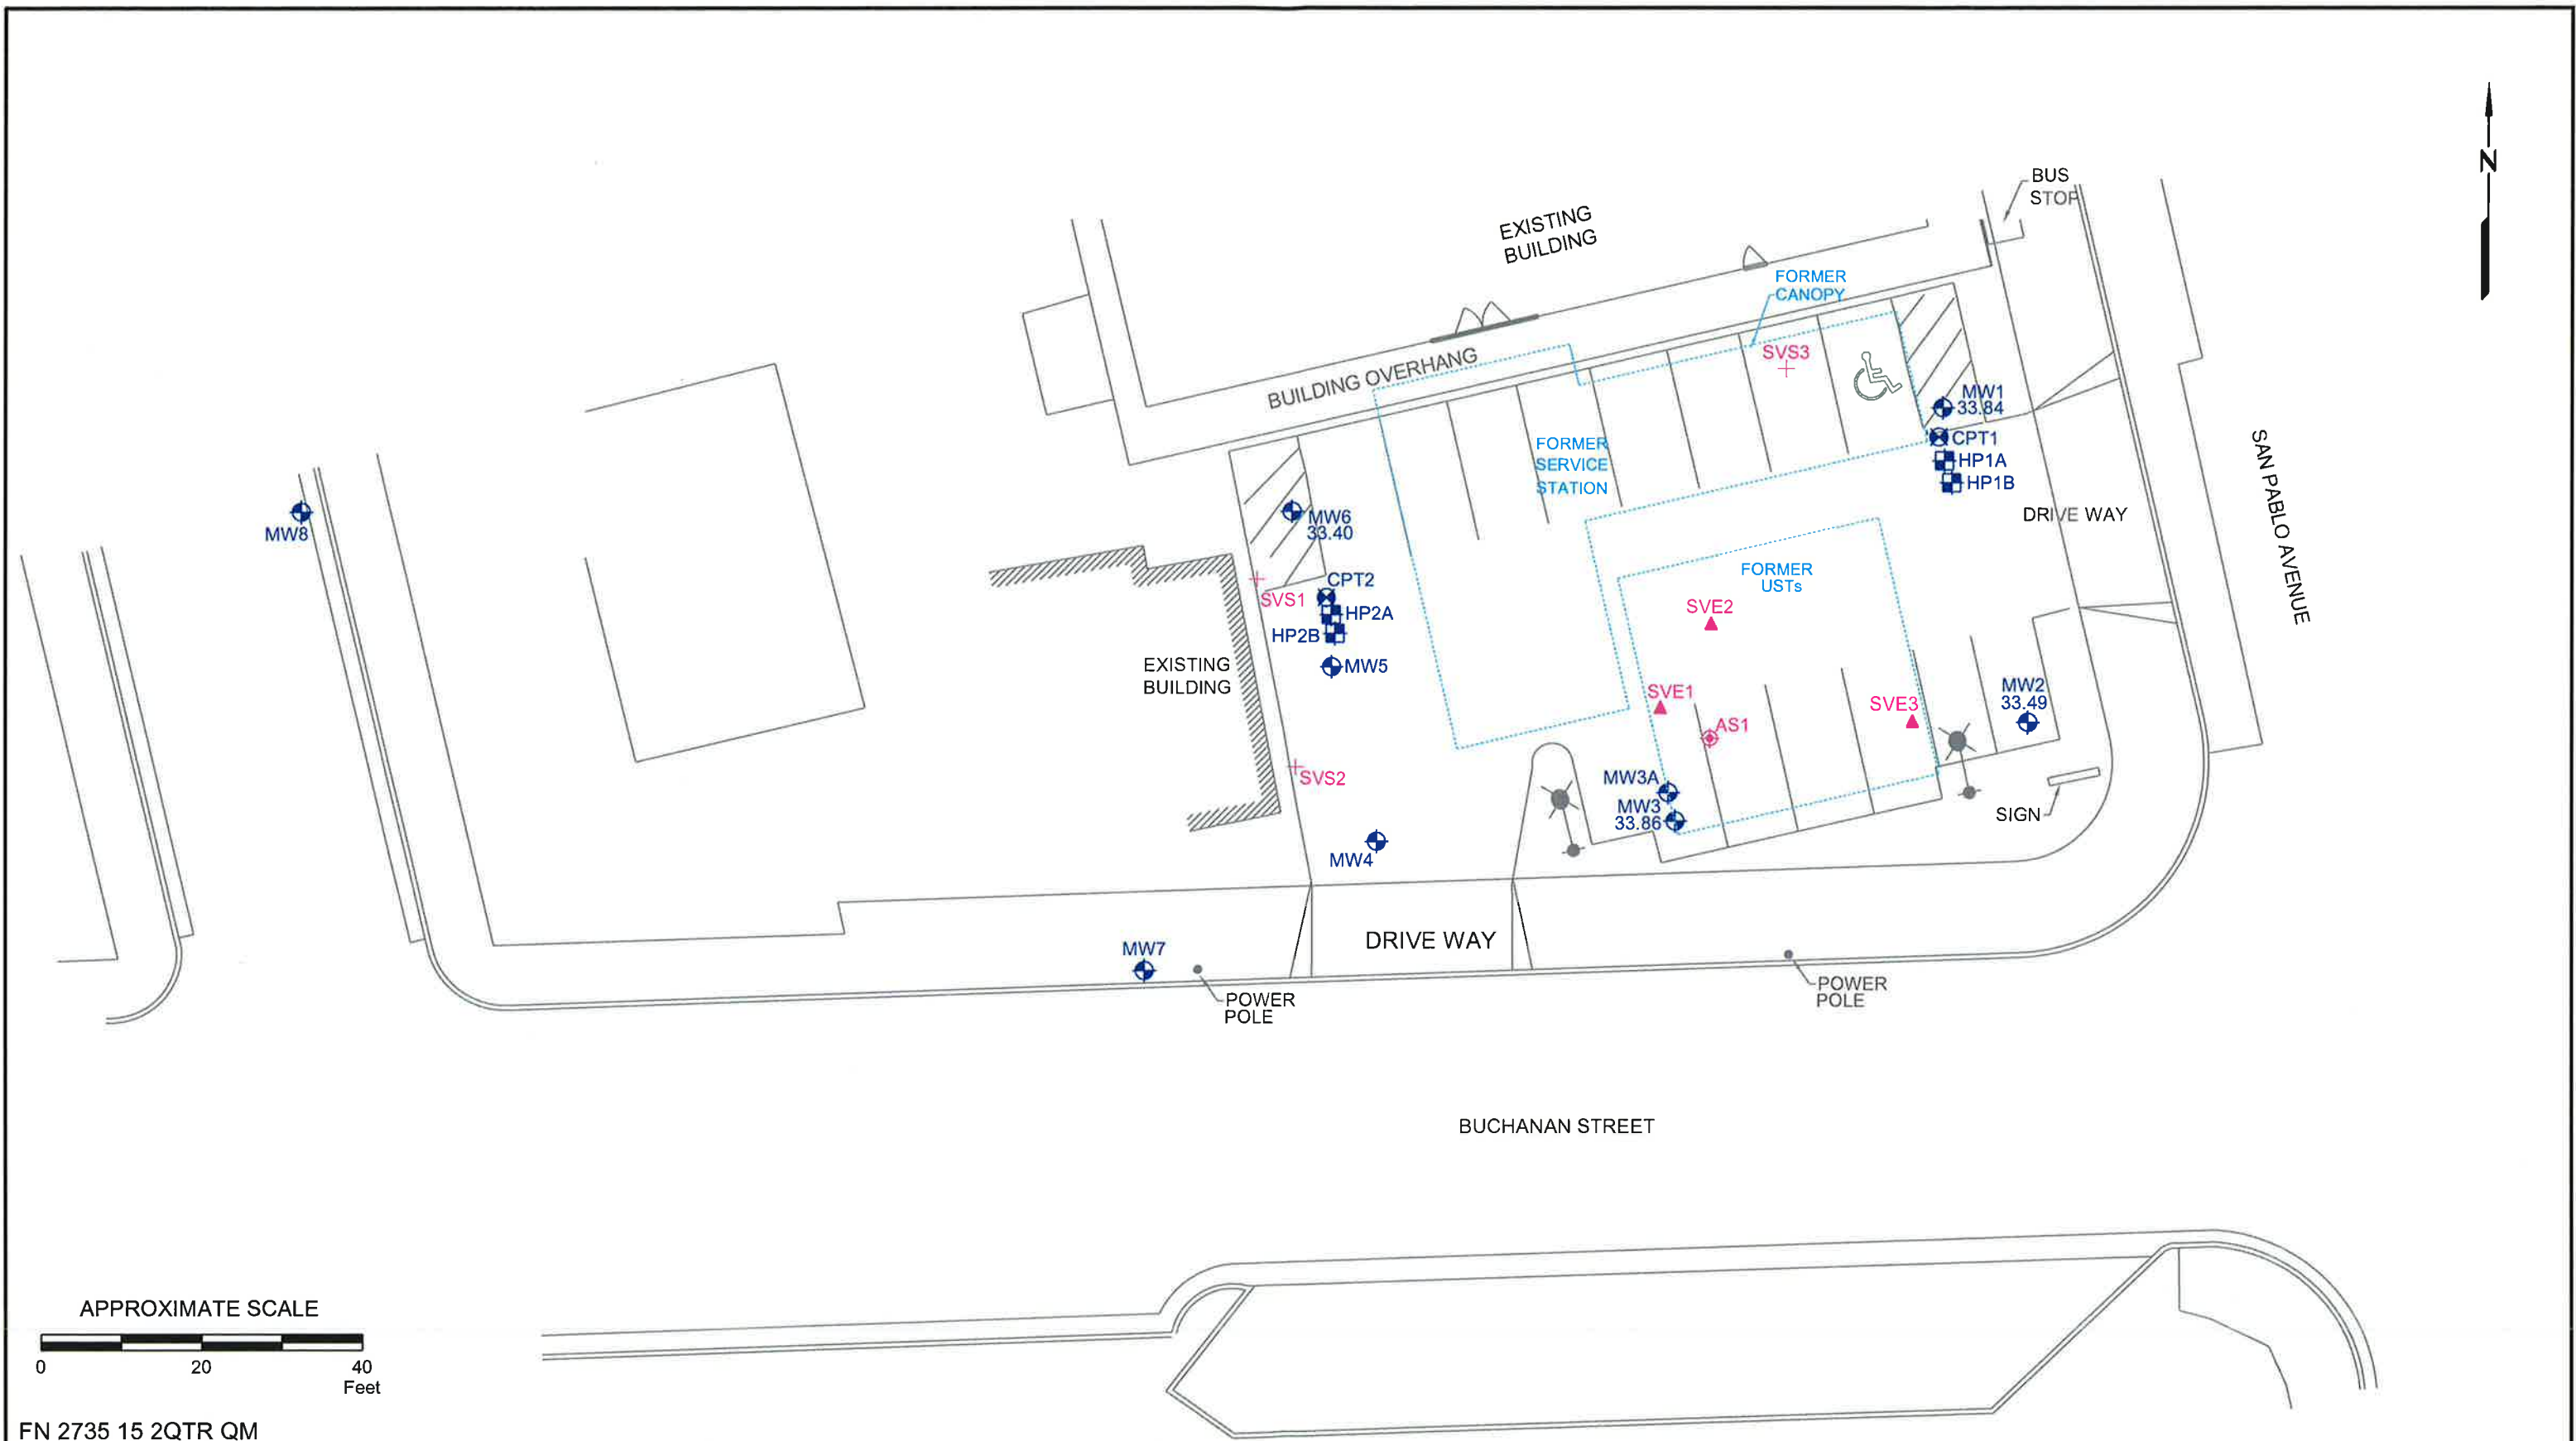 BUS
STOP
N
EXISTING
BUILDING
FORMER
CANOPY
BUILDING OVERHANG
SVS3
MW1
33.84
CPT1
HP1A
HP1B
FORMER
SERVICE
STATION
DRIVE WAY
SAN PABLO AVENUE
MW8
MW6
33.40
CPT2
SVS1
HP2A
HP2B
MW5
EXISTING
BUILDING
FORMER
USTs
SVE2
SVE1
AS1
SVE3
MW2
33.49
SVS2
MW3A
MW3
33.86
SIGN
MW4
DRIVE WAY
MW7
POWER
POLE
POWER
POLE
BUCHANAN STREET
APPROXIMATE SCALE
0 20 40
Feet
FN 2735 15 2QTR QM